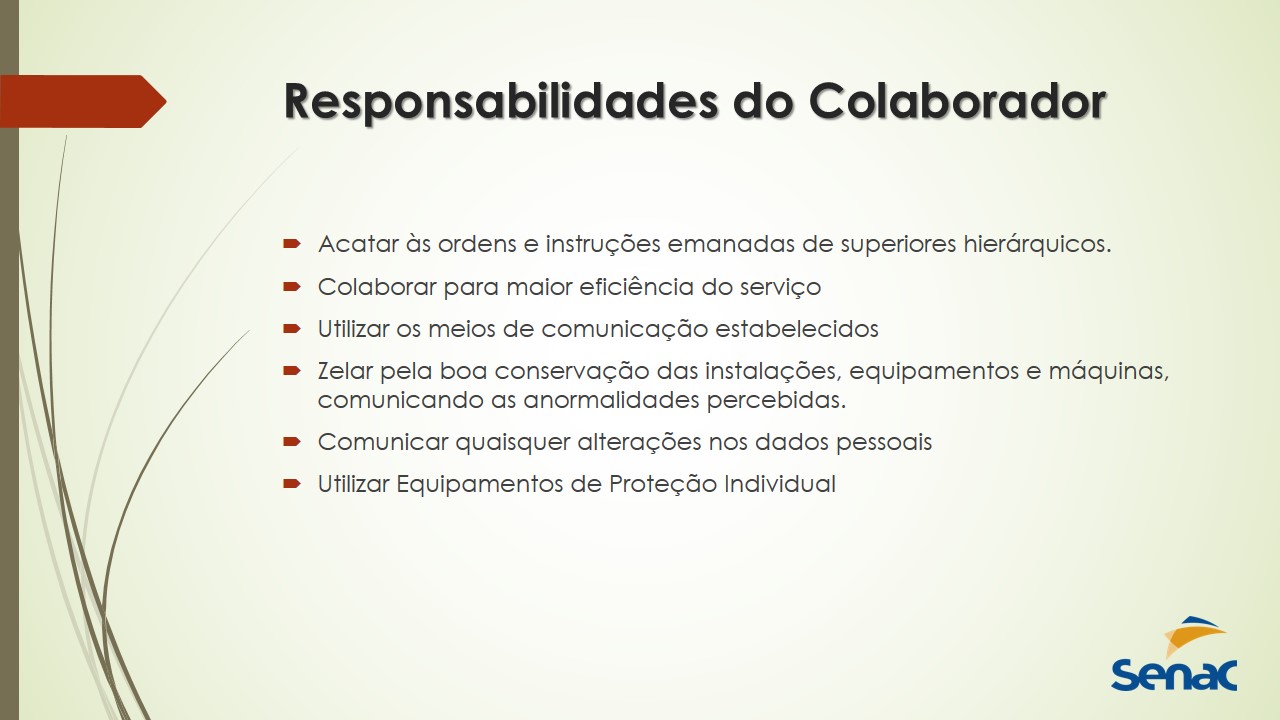 Responsabilidades do Colaborador
Acatar às ordens e instruções emanadas de superiores hierárquicos.
Colaborar para maior eficiência do serviço
Utilizar os meios de comunicação estabelecidos
Zelar pela boa conservação das instalações, equipamentos e máquinas,
comunicando as anormalidades percebidas.
Comunicar quaisquer alterações nos dados pessoais
Utilizar Equipamentos de Proteção Individual
Senac